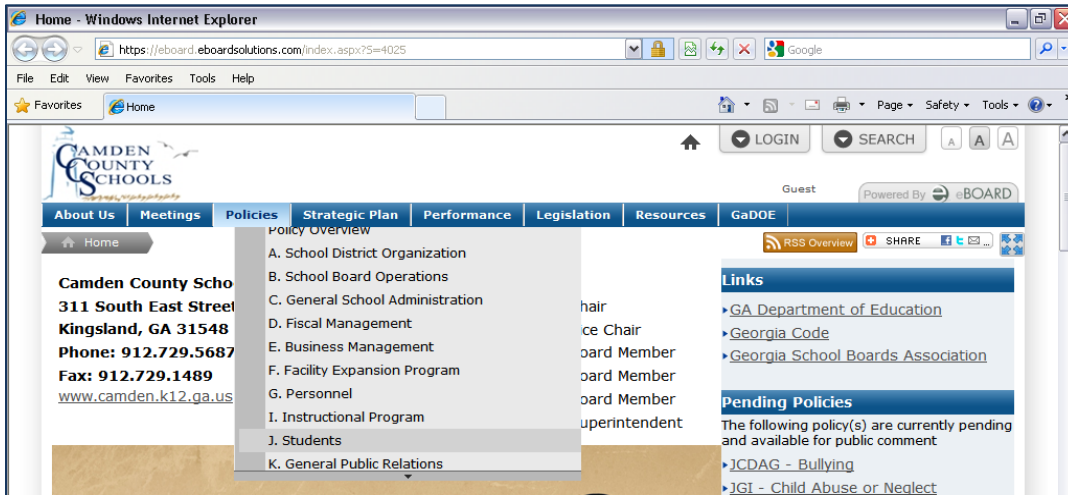 Home - Windows Internet Explorer
https://eboard.eboardsolutions.com/index.aspx?S=4025
Google
File Edit View Favorites Tools Help
Favorites Home Page Safety Tools
CAMDEN COUNTY SCHOOLS
LOGIN SEARCH A A A
Guest Powered By eBOARD
About Us Meetings Policies Strategic Plan Performance Legislation Resources GaDOE
Home
Policy Overview
A. School District Organization
B. School Board Operations
C. General School Administration
D. Fiscal Management
E. Business Management
F. Facility Expansion Program
G. Personnel
I. Instructional Program
J. Students
K. General Public Relations
RSS Overview SHARE
Camden County Scho
311 South East Street
Kingsland, GA 31548
Phone: 912.729.5687
Fax: 912.729.1489
www.camden.k12.ga.us
hair
ice Chair
oard Member
oard Member
oard Member
uperintendent
Links
GA Department of Education
Georgia Code
Georgia School Boards Association
Pending Policies
The following policy(s) are currently pending
and available for public comment
JCDAG - Bullying
JGI - Child Abuse or Neglect